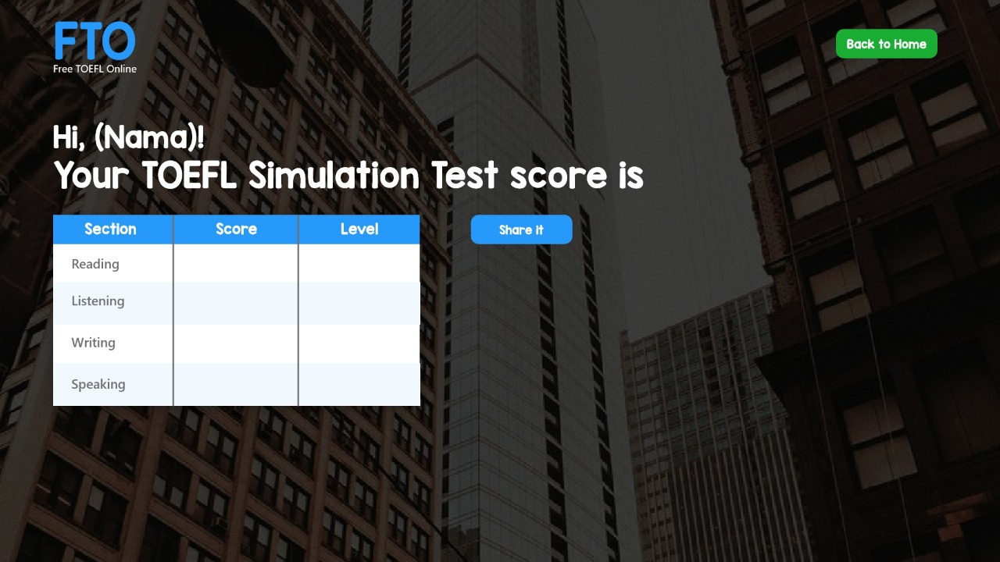 FTO
Free TOEFL Online
Back to Home
Hi, (Nama)!
Your TOEFL Simulation Test score is
Section Score Level
Share it
Reading
Listening
Writing
Speaking